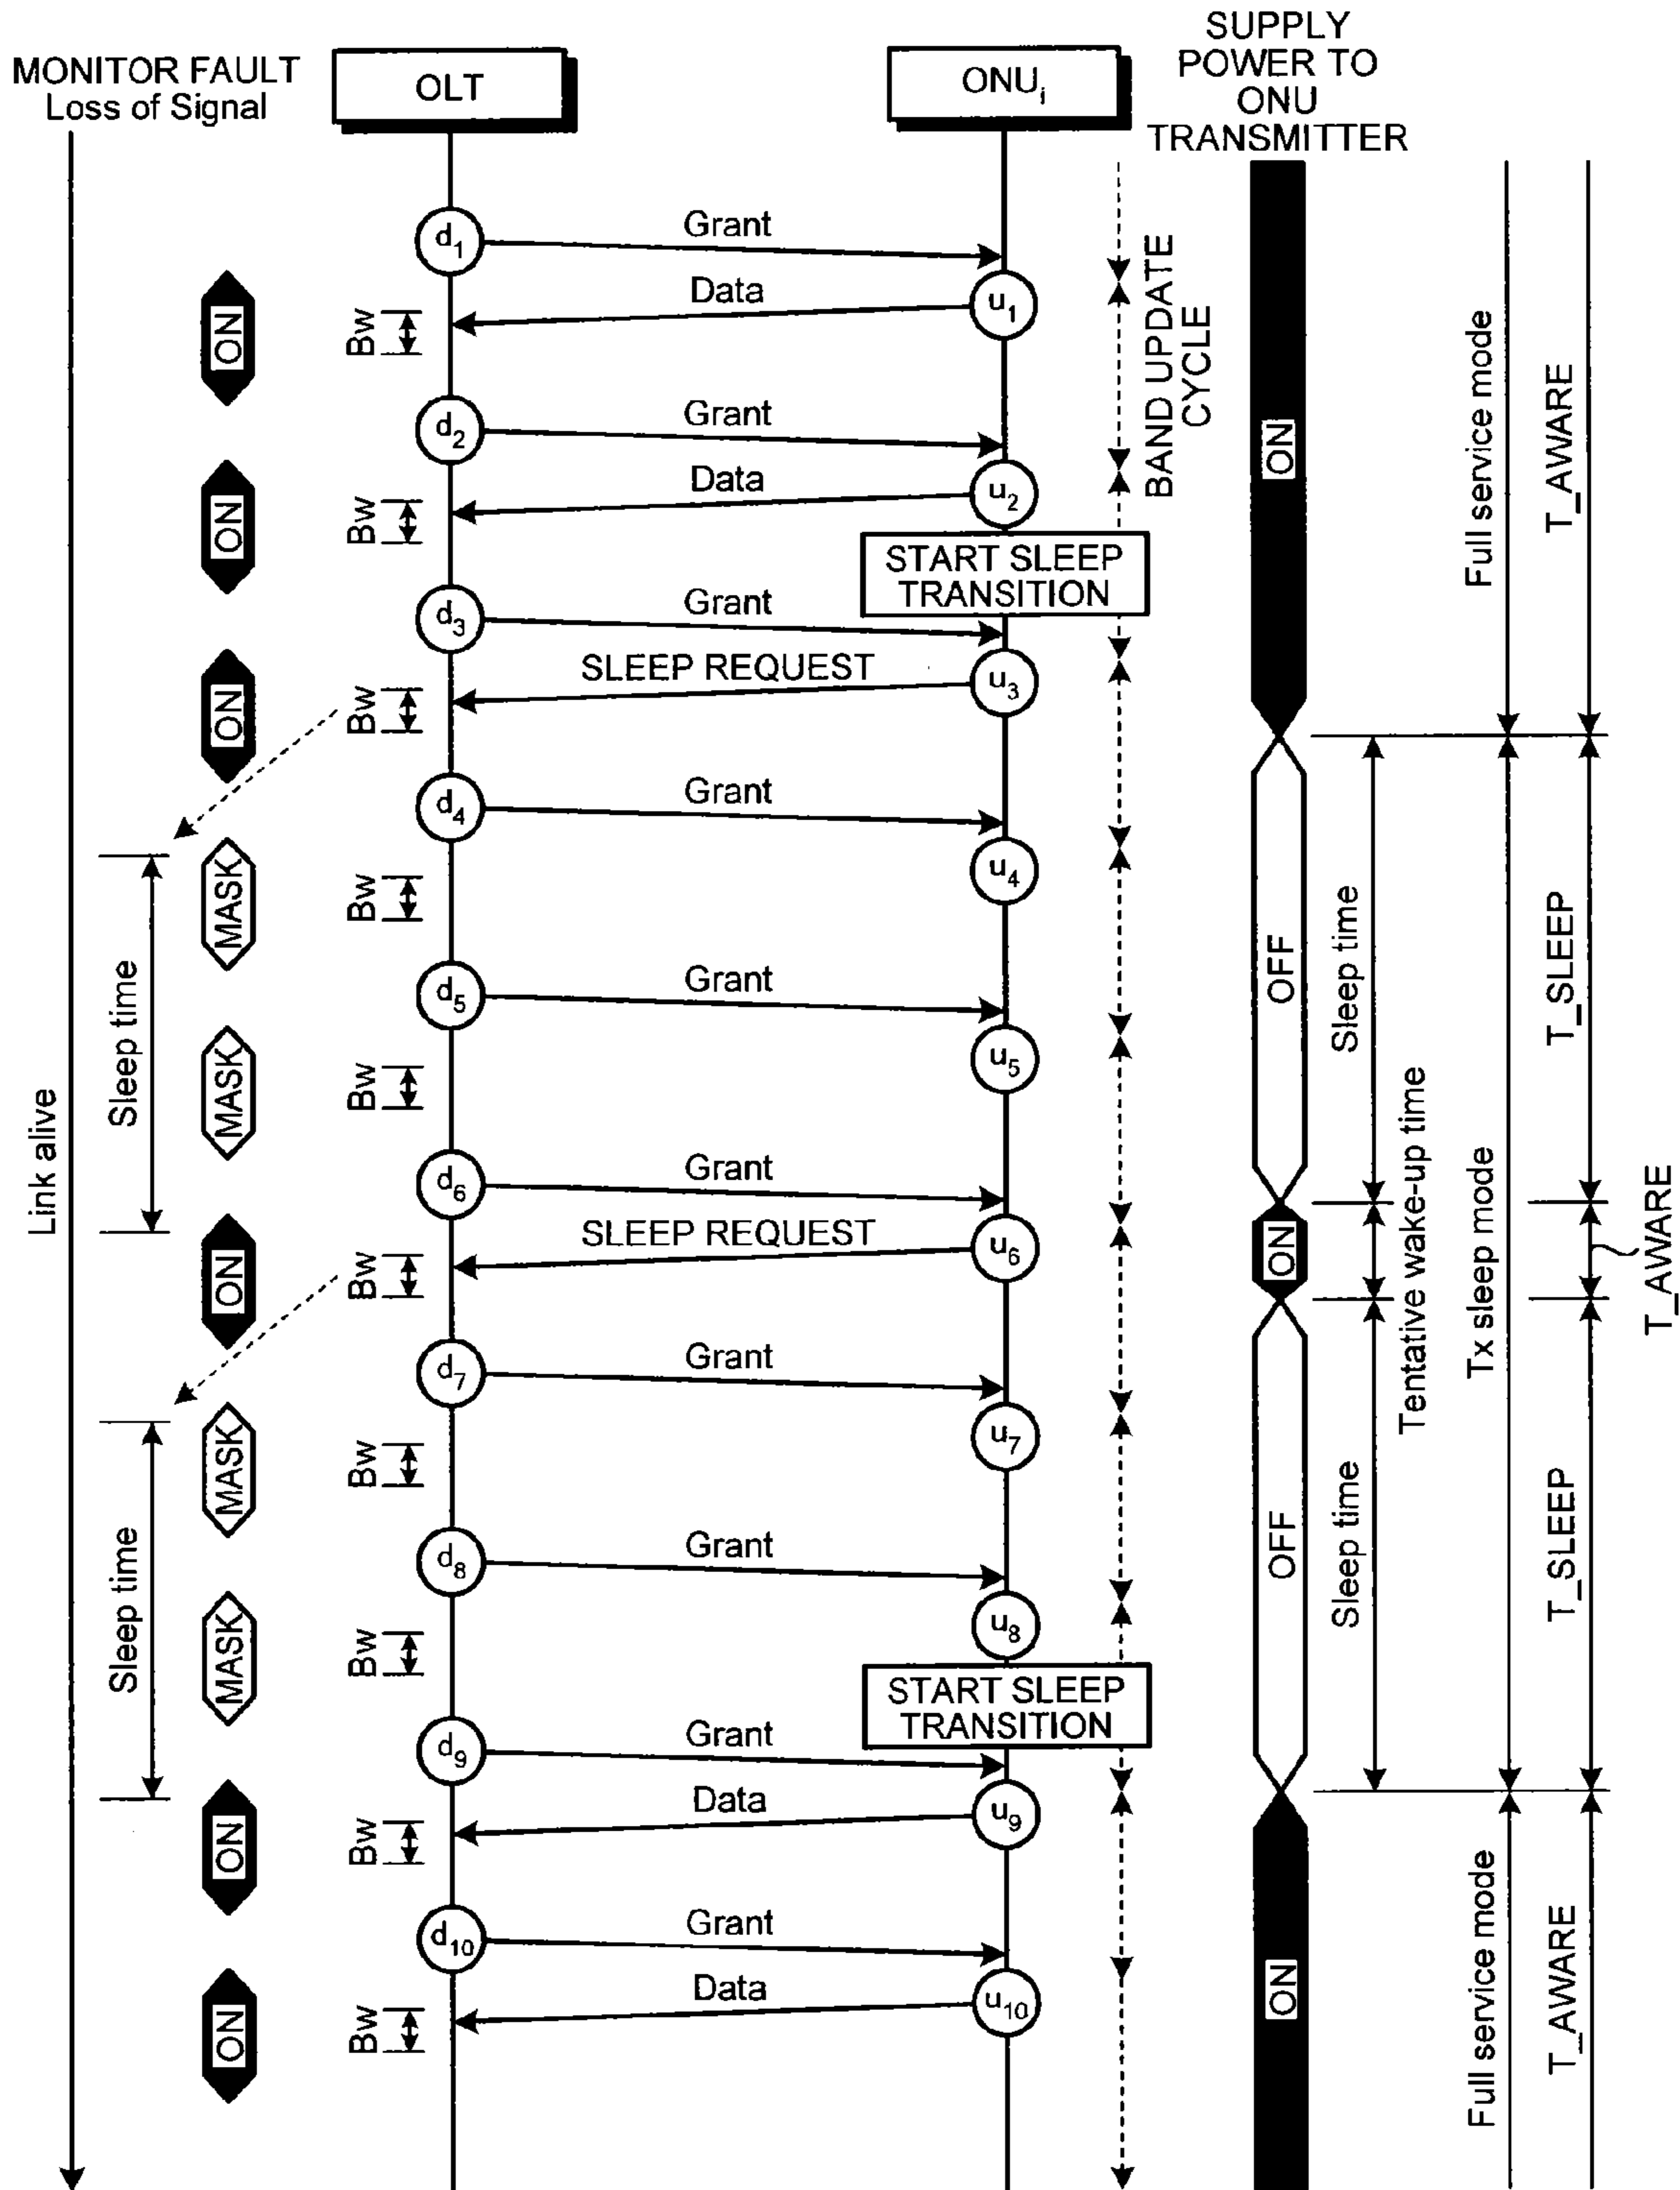 MONITOR FAULT
Loss of Signal
OLT
ONUi
SUPPLY
POWER TO
ONU
TRANSMITTER
d1
Grant
ON
Data
u1
Bw
BAND UPDATE
CYCLE
ON
Full service mode
T_AWARE
d2
Grant
ON
Data
u2
Bw
START SLEEP
TRANSITION
d3
Grant
ON
SLEEP REQUEST
u3
Bw
d4
Grant
MASK
u4
Bw
Sleep time
OFF
Sleep time
T_SLEEP
d5
Grant
MASK
u5
Bw
Link alive
Tentative wake-up time
Tx sleep mode
d6
Grant
ON
SLEEP REQUEST
u6
Bw
ON
T_AWARE
d7
Grant
MASK
u7
Bw
Sleep time
OFF
Sleep time
T_SLEEP
d8
Grant
MASK
u8
Bw
START SLEEP
TRANSITION
d9
Grant
ON
Data
u9
Bw
d10
Grant
ON
Data
u10
Bw
ON
Full service mode
T_AWARE